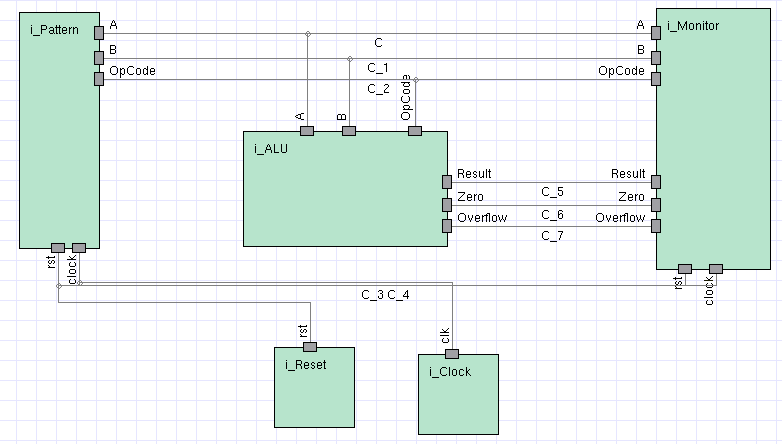 i_Pattern
A
A
i_Monitor
C
B
B
C_1
OpCode
OpCode
C_2
A
B
OpCode
i_ALU
Result
Result
C_5
Zero
Zero
C_6
Overflow
Overflow
C_7
rst
clock
rst
clock
C_3 C_4
rst
clk
i_Reset
i_Clock